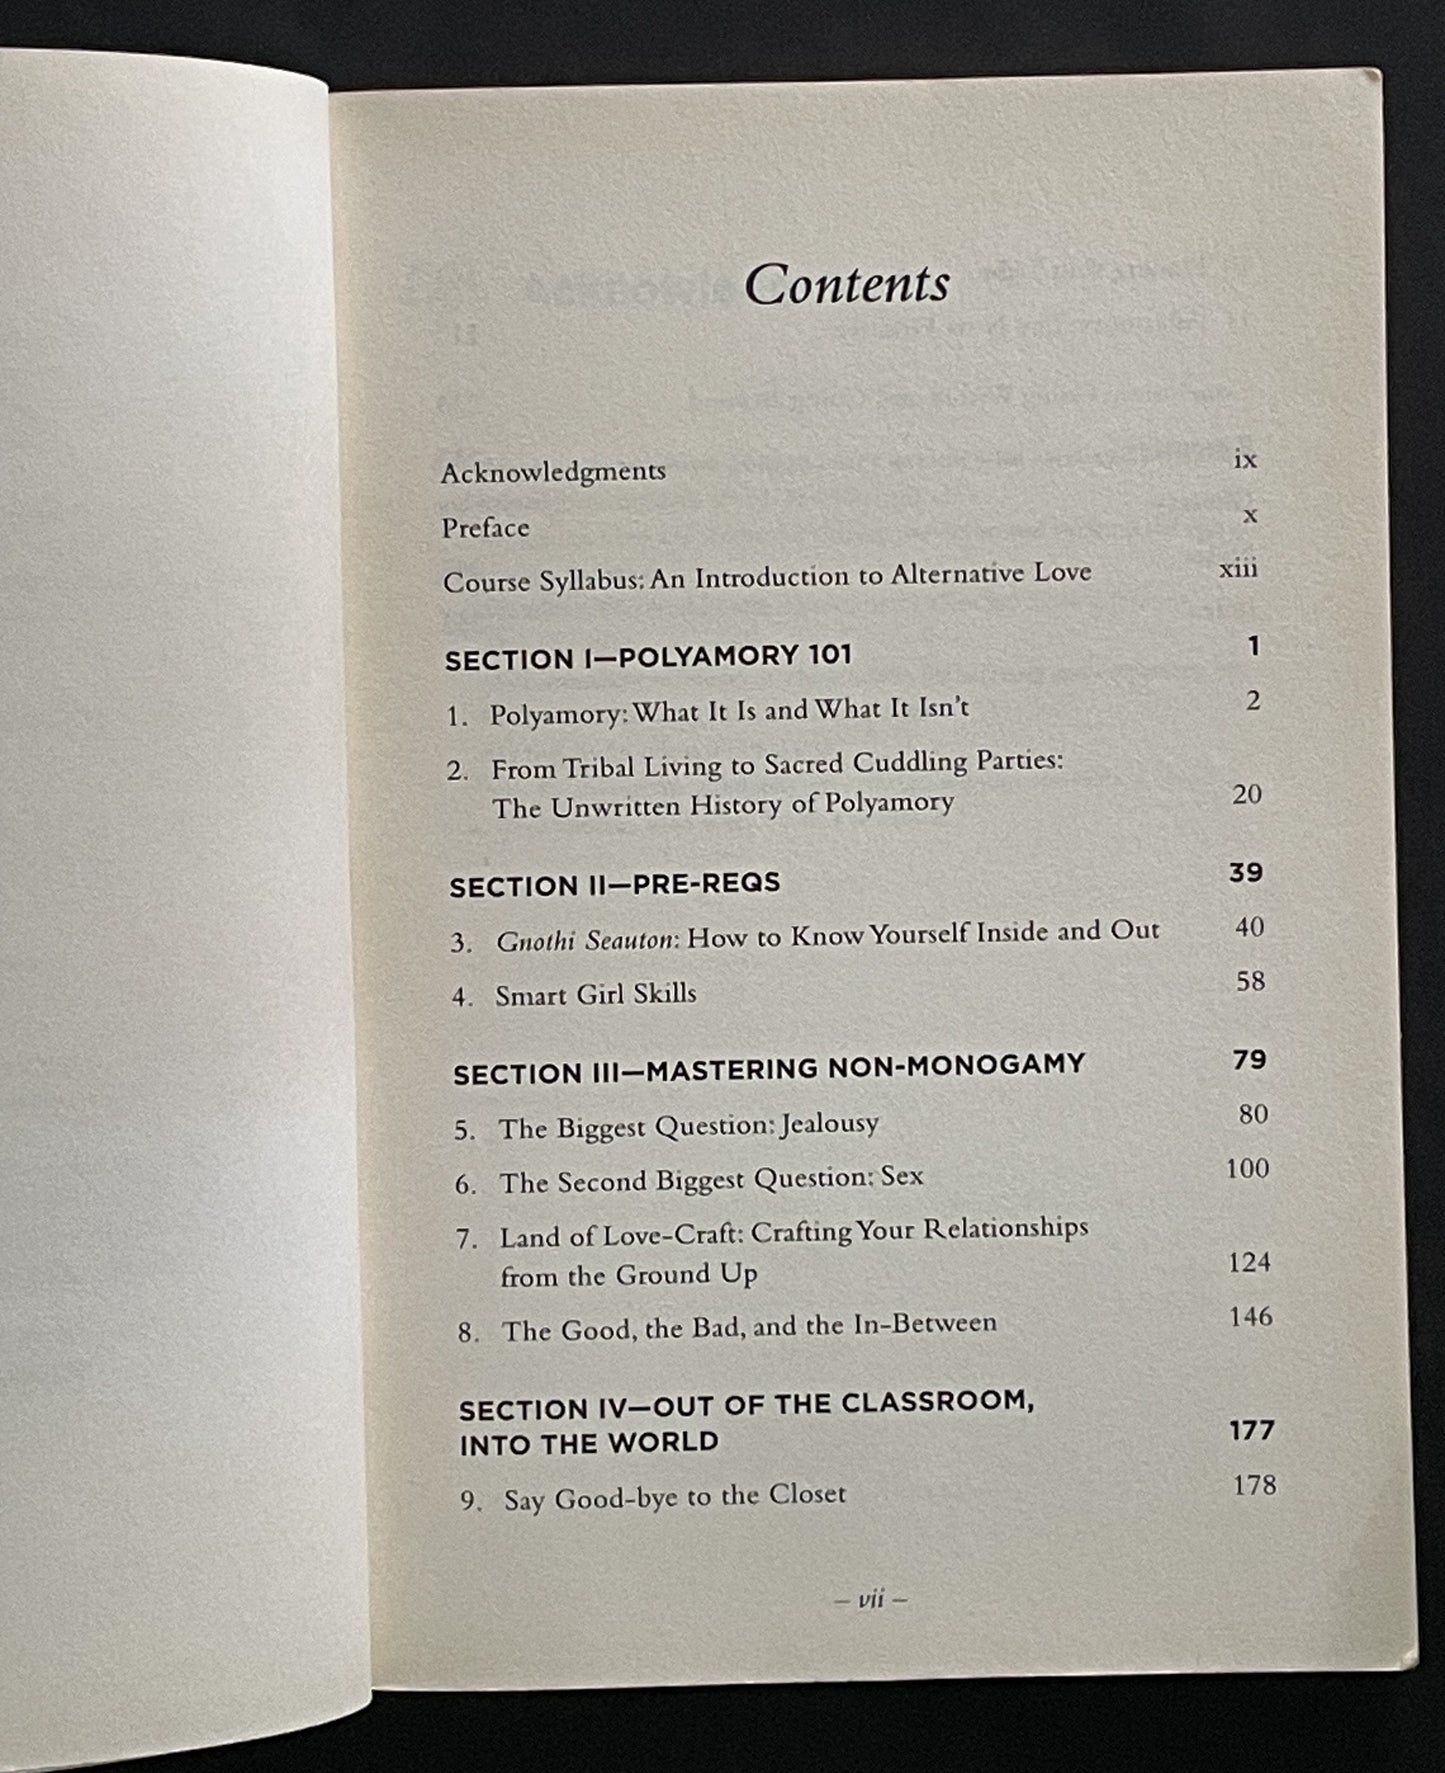 Contents
Acknowledgments ix
Preface x
Course Syllabus: An Introduction to Alternative Love xiii
SECTION I—POLYAMORY 101 1
1. Polyamory: What It Is and What It Isn't 2
2. From Tribal Living to Sacred Cuddling Parties:
The Unwritten History of Polyamory 20
SECTION II—PRE-REQS 39
3. Gnothi Seauton: How to Know Yourself Inside and Out 40
4. Smart Girl Skills 58
SECTION III—MASTERING NON-MONOGAMY 79
5. The Biggest Question: Jealousy 80
6. The Second Biggest Question: Sex 100
7. Land of Love-Craft: Crafting Your Relationships
from the Ground Up 124
8. The Good, the Bad, and the In-Between 146
SECTION IV—OUT OF THE CLASSROOM,
INTO THE WORLD 177
9. Say Good-bye to the Closet 178
– vii –